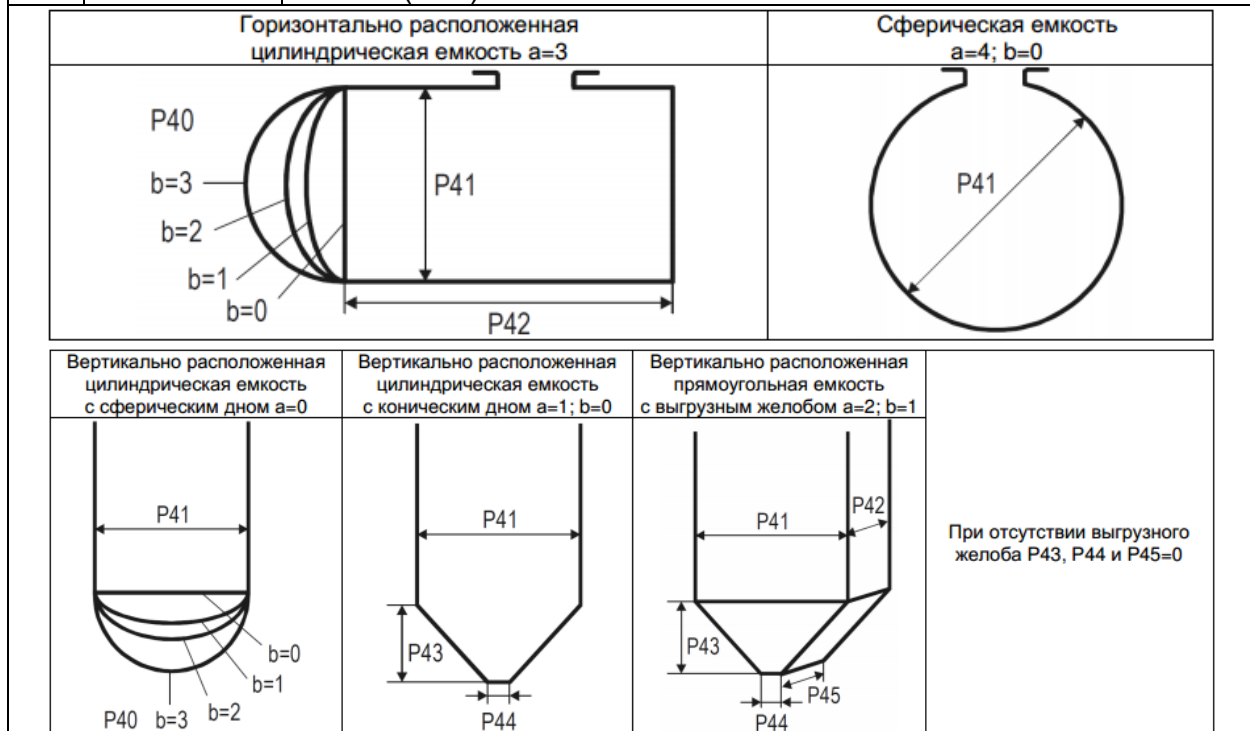 Горизонтально расположенная
цилиндрическая емкость a=3
Сферическая емкость
a=4; b=0
P40
b=3
b=2
b=1
b=0
P41
P42
P41
Вертикально расположенная
цилиндрическая емкость
с сферическим дном a=0
Вертикально расположенная
цилиндрическая емкость
с коническим дном a=1; b=0
Вертикально расположенная
прямоугольная емкость
с выгрузным желобом a=2; b=1
P41
b=0
b=1
b=2
P40 b=3
P41
P43
P44
P41
P42
P43
P45
P44
При отсутствии выгрузного
желоба P43, P44 и P45=0